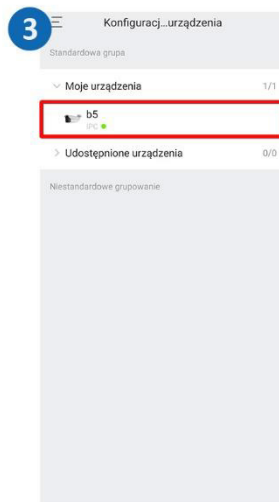 3
Konfiguracj...urządzenia
Standardowa grupa
Moje urządzenia 1/1
b5
IPC
Udostępnione urządzenia 0/0
Niestandardowe grupowanie